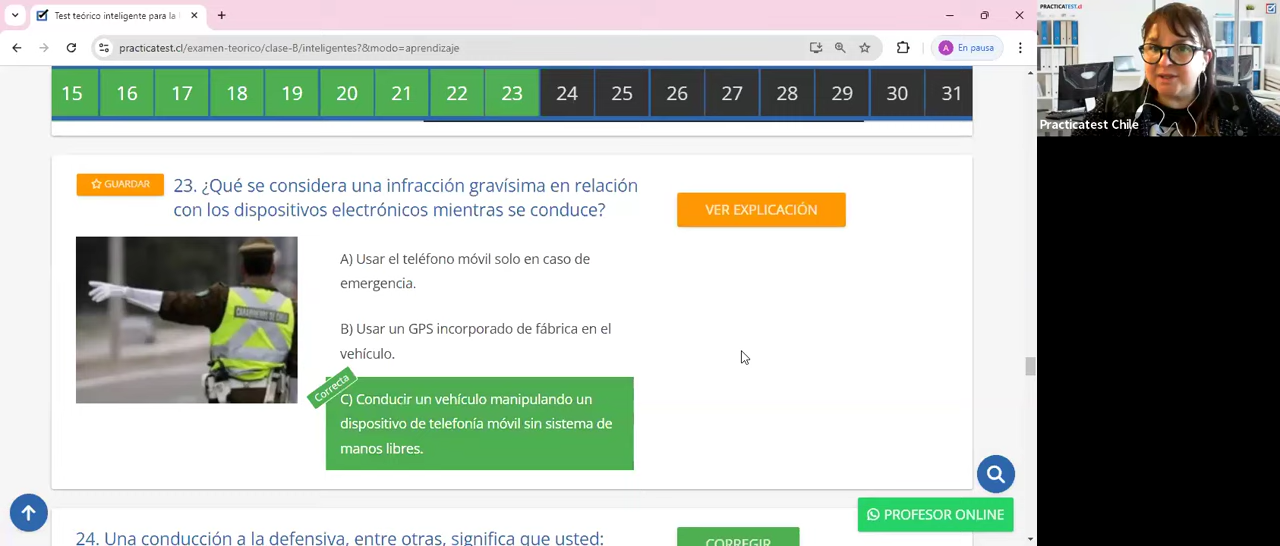 Test teórico inteligente para la
practicatest.cl/examen-teorico/clase-B/inteligentes?&modo=aprendizaje
A
En pausa
15 16 17 18 19 20 21 22 23 24 25 26 27 28 29 30 31
GUARDAR
23. ¿Qué se considera una infracción gravísima en relación
con los dispositivos electrónicos mientras se conduce?
VER EXPLICACIÓN
CARABINEROS DE CHILE
A) Usar el teléfono móvil solo en caso de
emergencia.
B) Usar un GPS incorporado de fábrica en el
vehículo.
Correcta
C) Conducir un vehículo manipulando un
dispositivo de telefonía móvil sin sistema de
manos libres.
PROFESOR ONLINE
24. Una conducción a la defensiva, entre otras, significa que usted:
CORREGIR
PRACTICATEST.cl
Practicatest Chile